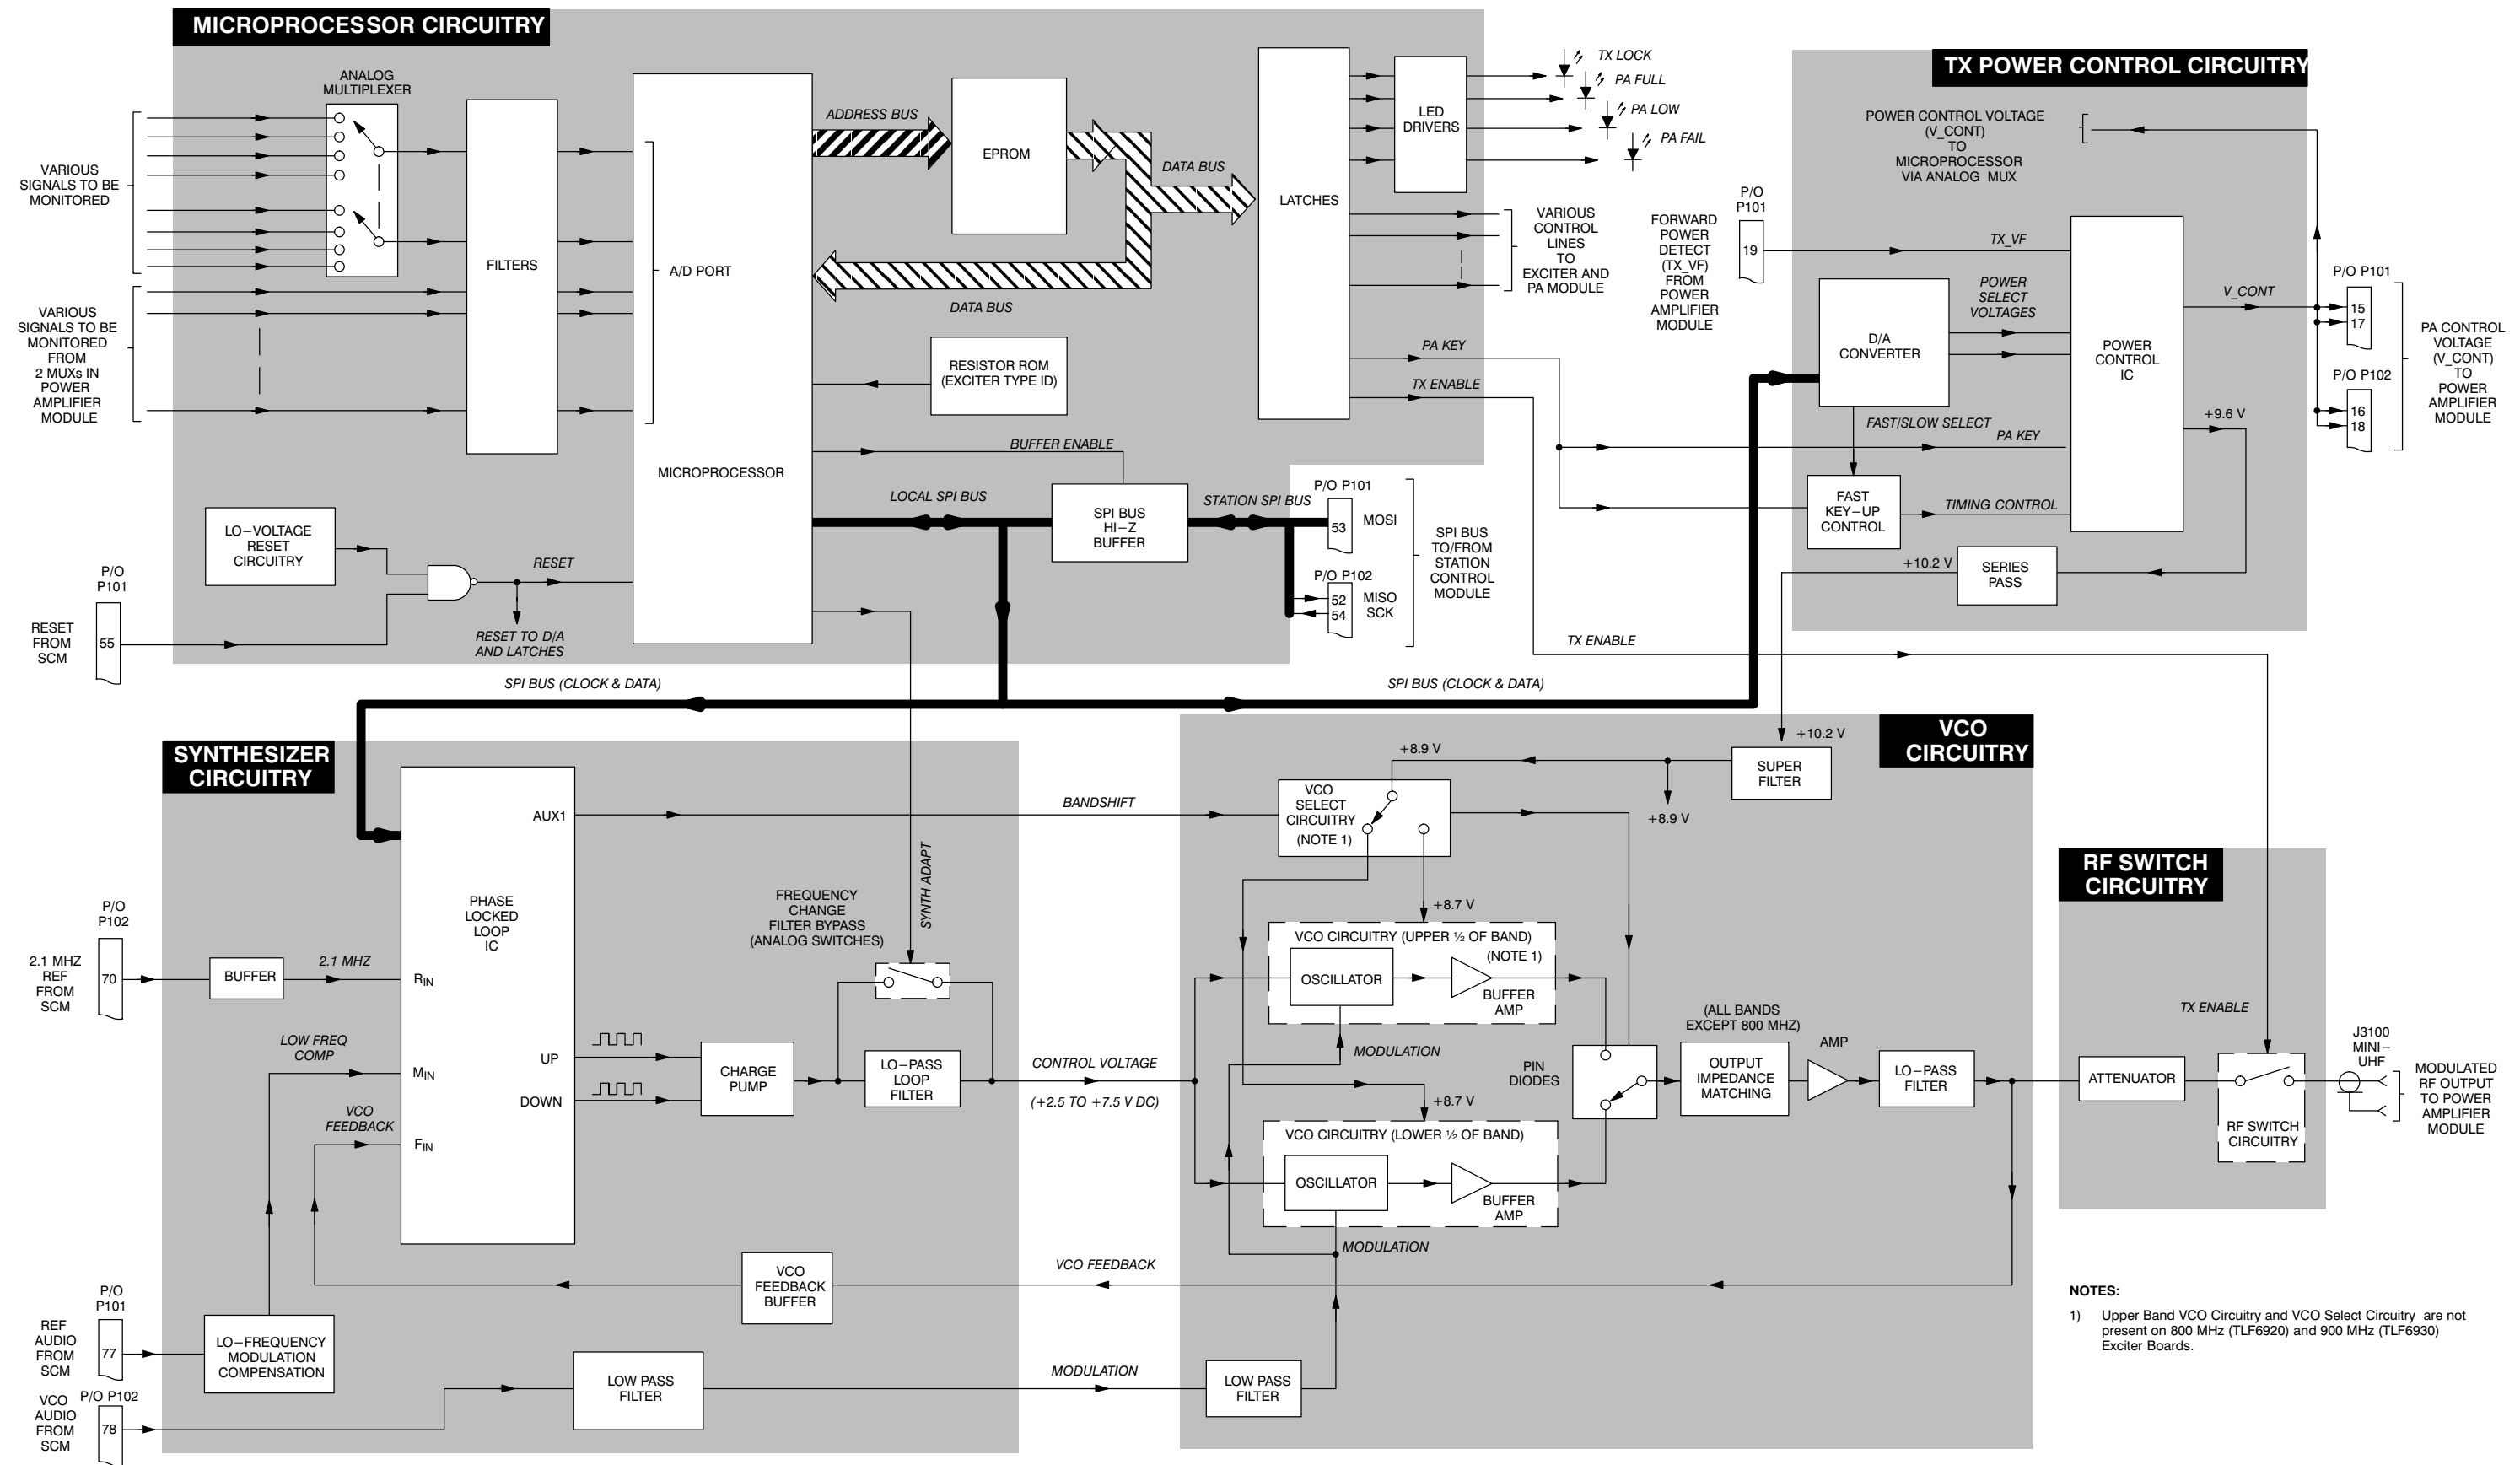 MICROPROCESSOR CIRCUITRY
ANALOG
MULTIPLEXER
VARIOUS
SIGNALS TO BE
MONITORED
VARIOUS
SIGNALS TO BE
MONITORED
FROM
2 MUXs IN
POWER
AMPLIFIER
MODULE
FILTERS
A/D PORT
MICROPROCESSOR
ADDRESS BUS
EPROM
DATA BUS
DATA BUS
RESISTOR ROM
(EXCITER TYPE ID)
BUFFER ENABLE
LOCAL SPI BUS
SPI BUS
HI–Z
BUFFER
STATION SPI BUS
LATCHES
LED
DRIVERS
TX LOCK
PA FULL
PA LOW
PA FAIL
VARIOUS
CONTROL
LINES
TO
EXCITER AND
PA MODULE
PA KEY
TX ENABLE
P/O P101
53
MOSI
P/O P102
52
54
MISO
SCK
SPI BUS
TO/FROM
STATION
CONTROL
MODULE
LO–VOLTAGE
RESET
CIRCUITRY
P/O
P101
RESET
FROM
SCM
55
RESET
RESET TO D/A
AND LATCHES
TX POWER CONTROL CIRCUITRY
POWER CONTROL VOLTAGE
(V_CONT)
TO
MICROPROCESSOR
VIA ANALOG MUX
P/O
P101
19
FORWARD
POWER
DETECT
(TX_VF)
FROM
POWER
AMPLIFIER
MODULE
TX_VF
D/A
CONVERTER
POWER
SELECT
VOLTAGES
POWER
CONTROL
IC
V_CONT
P/O P101
15
17
P/O P102
16
18
PA CONTROL
VOLTAGE
(V_CONT)
TO
POWER
AMPLIFIER
MODULE
+9.6 V
FAST/SLOW SELECT
PA KEY
FAST
KEY–UP
CONTROL
TIMING CONTROL
+10.2 V
SERIES
PASS
TX ENABLE
SPI BUS (CLOCK & DATA)
SPI BUS (CLOCK & DATA)
SYNTHESIZER
CIRCUITRY
AUX1
PHASE
LOCKED
LOOP
IC
P/O
P102
2.1 MHZ
REF
FROM
SCM
70
BUFFER
2.1 MHZ
RIN
LOW FREQ
COMP
MIN
VCO
FEEDBACK
FIN
UP
DOWN
CHARGE
PUMP
LO–PASS
LOOP
FILTER
FREQUENCY
CHANGE
FILTER BYPASS
(ANALOG SWITCHES)
SYNTH ADAPT
BANDSHIFT
CONTROL VOLTAGE
(+2.5 TO +7.5 V DC)
VCO
FEEDBACK
BUFFER
VCO FEEDBACK
P/O
P101
REF
AUDIO
FROM
SCM
77
LO–FREQUENCY
MODULATION
COMPENSATION
P/O P102
VCO
AUDIO
FROM
SCM
78
LOW PASS
FILTER
MODULATION
VCO
CIRCUITRY
+10.2 V
SUPER
FILTER
+8.9 V
+8.9 V
VCO
SELECT
CIRCUITRY
(NOTE 1)
+8.7 V
VCO CIRCUITRY (UPPER ½ OF BAND)
(NOTE 1)
OSCILLATOR
BUFFER
AMP
MODULATION
+8.7 V
VCO CIRCUITRY (LOWER ½ OF BAND)
OSCILLATOR
BUFFER
AMP
MODULATION
LOW PASS
FILTER
PIN
DIODES
(ALL BANDS
EXCEPT 800 MHZ)
OUTPUT
IMPEDANCE
MATCHING
AMP
LO–PASS
FILTER
RF SWITCH
CIRCUITRY
TX ENABLE
ATTENUATOR
RF SWITCH
CIRCUITRY
J3100
MINI–
UHF
MODULATED
RF OUTPUT
TO POWER
AMPLIFIER
MODULE
NOTES:
1) Upper Band VCO Circuitry and VCO Select Circuitry are not
present on 800 MHz (TLF6920) and 900 MHz (TLF6930)
Exciter Boards.